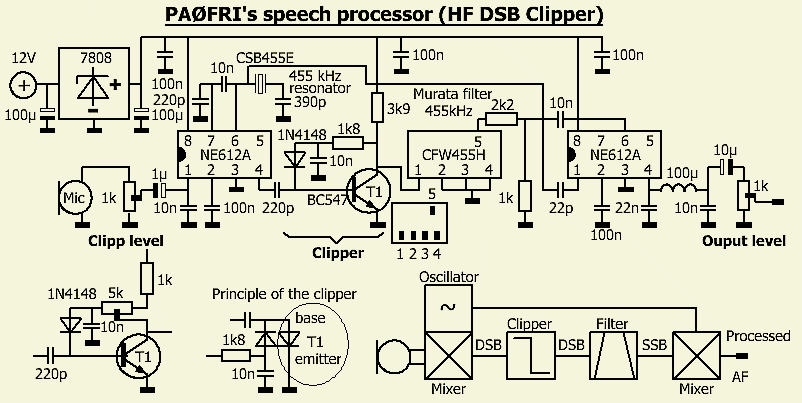 PAØFRI's speech processor (HF DSB Clipper)
12V
7808
100µ
100n
220p
100µ
10n
CSB455E
455 kHz
resonator
390p
100n
100n
3k9
Murata filter
455kHz
2k2
10n
8 7 6 5
NE612A
1 2 3 4
1N4148
1k8
10n
5
CFW455H
1 2 3 4
8 7 6 5
NE612A
1 2 3 4
Mic
1k
1µ
10n
100n
220p
BC547
T1
1k
22p
22n
100n
100µ
10n
10µ
1k
Clipp level
Clipper
5
1 2 3 4
Ouput level
1k
1N4148
5k
10n
T1
220p
Principle of the clipper
base
1k8
T1
emitter
10n
Oscillator
~
Clipper
Filter
Processed
DSB
DSB
SSB
Mixer
Mixer
AF